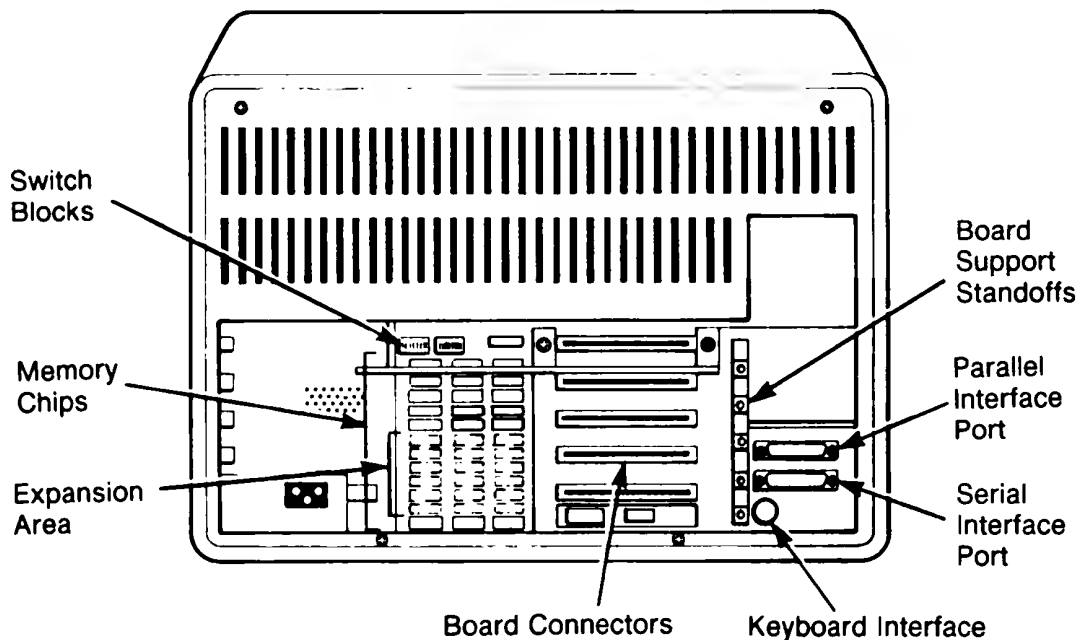 Switch
Blocks
Memory
Chips
Expansion
Area
Board
Support
Standoffs
Parallel
Interface
Port
Serial
Interface
Port
Board Connectors
Keyboard Interface